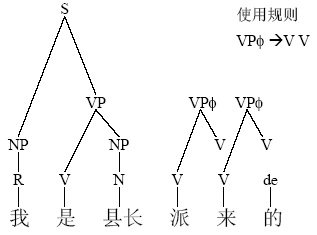 S
使用规则
VPϕ→V V
VP VPϕ VPϕ
NP NP V V
R V N V V de
我 是 县长 派 来 的